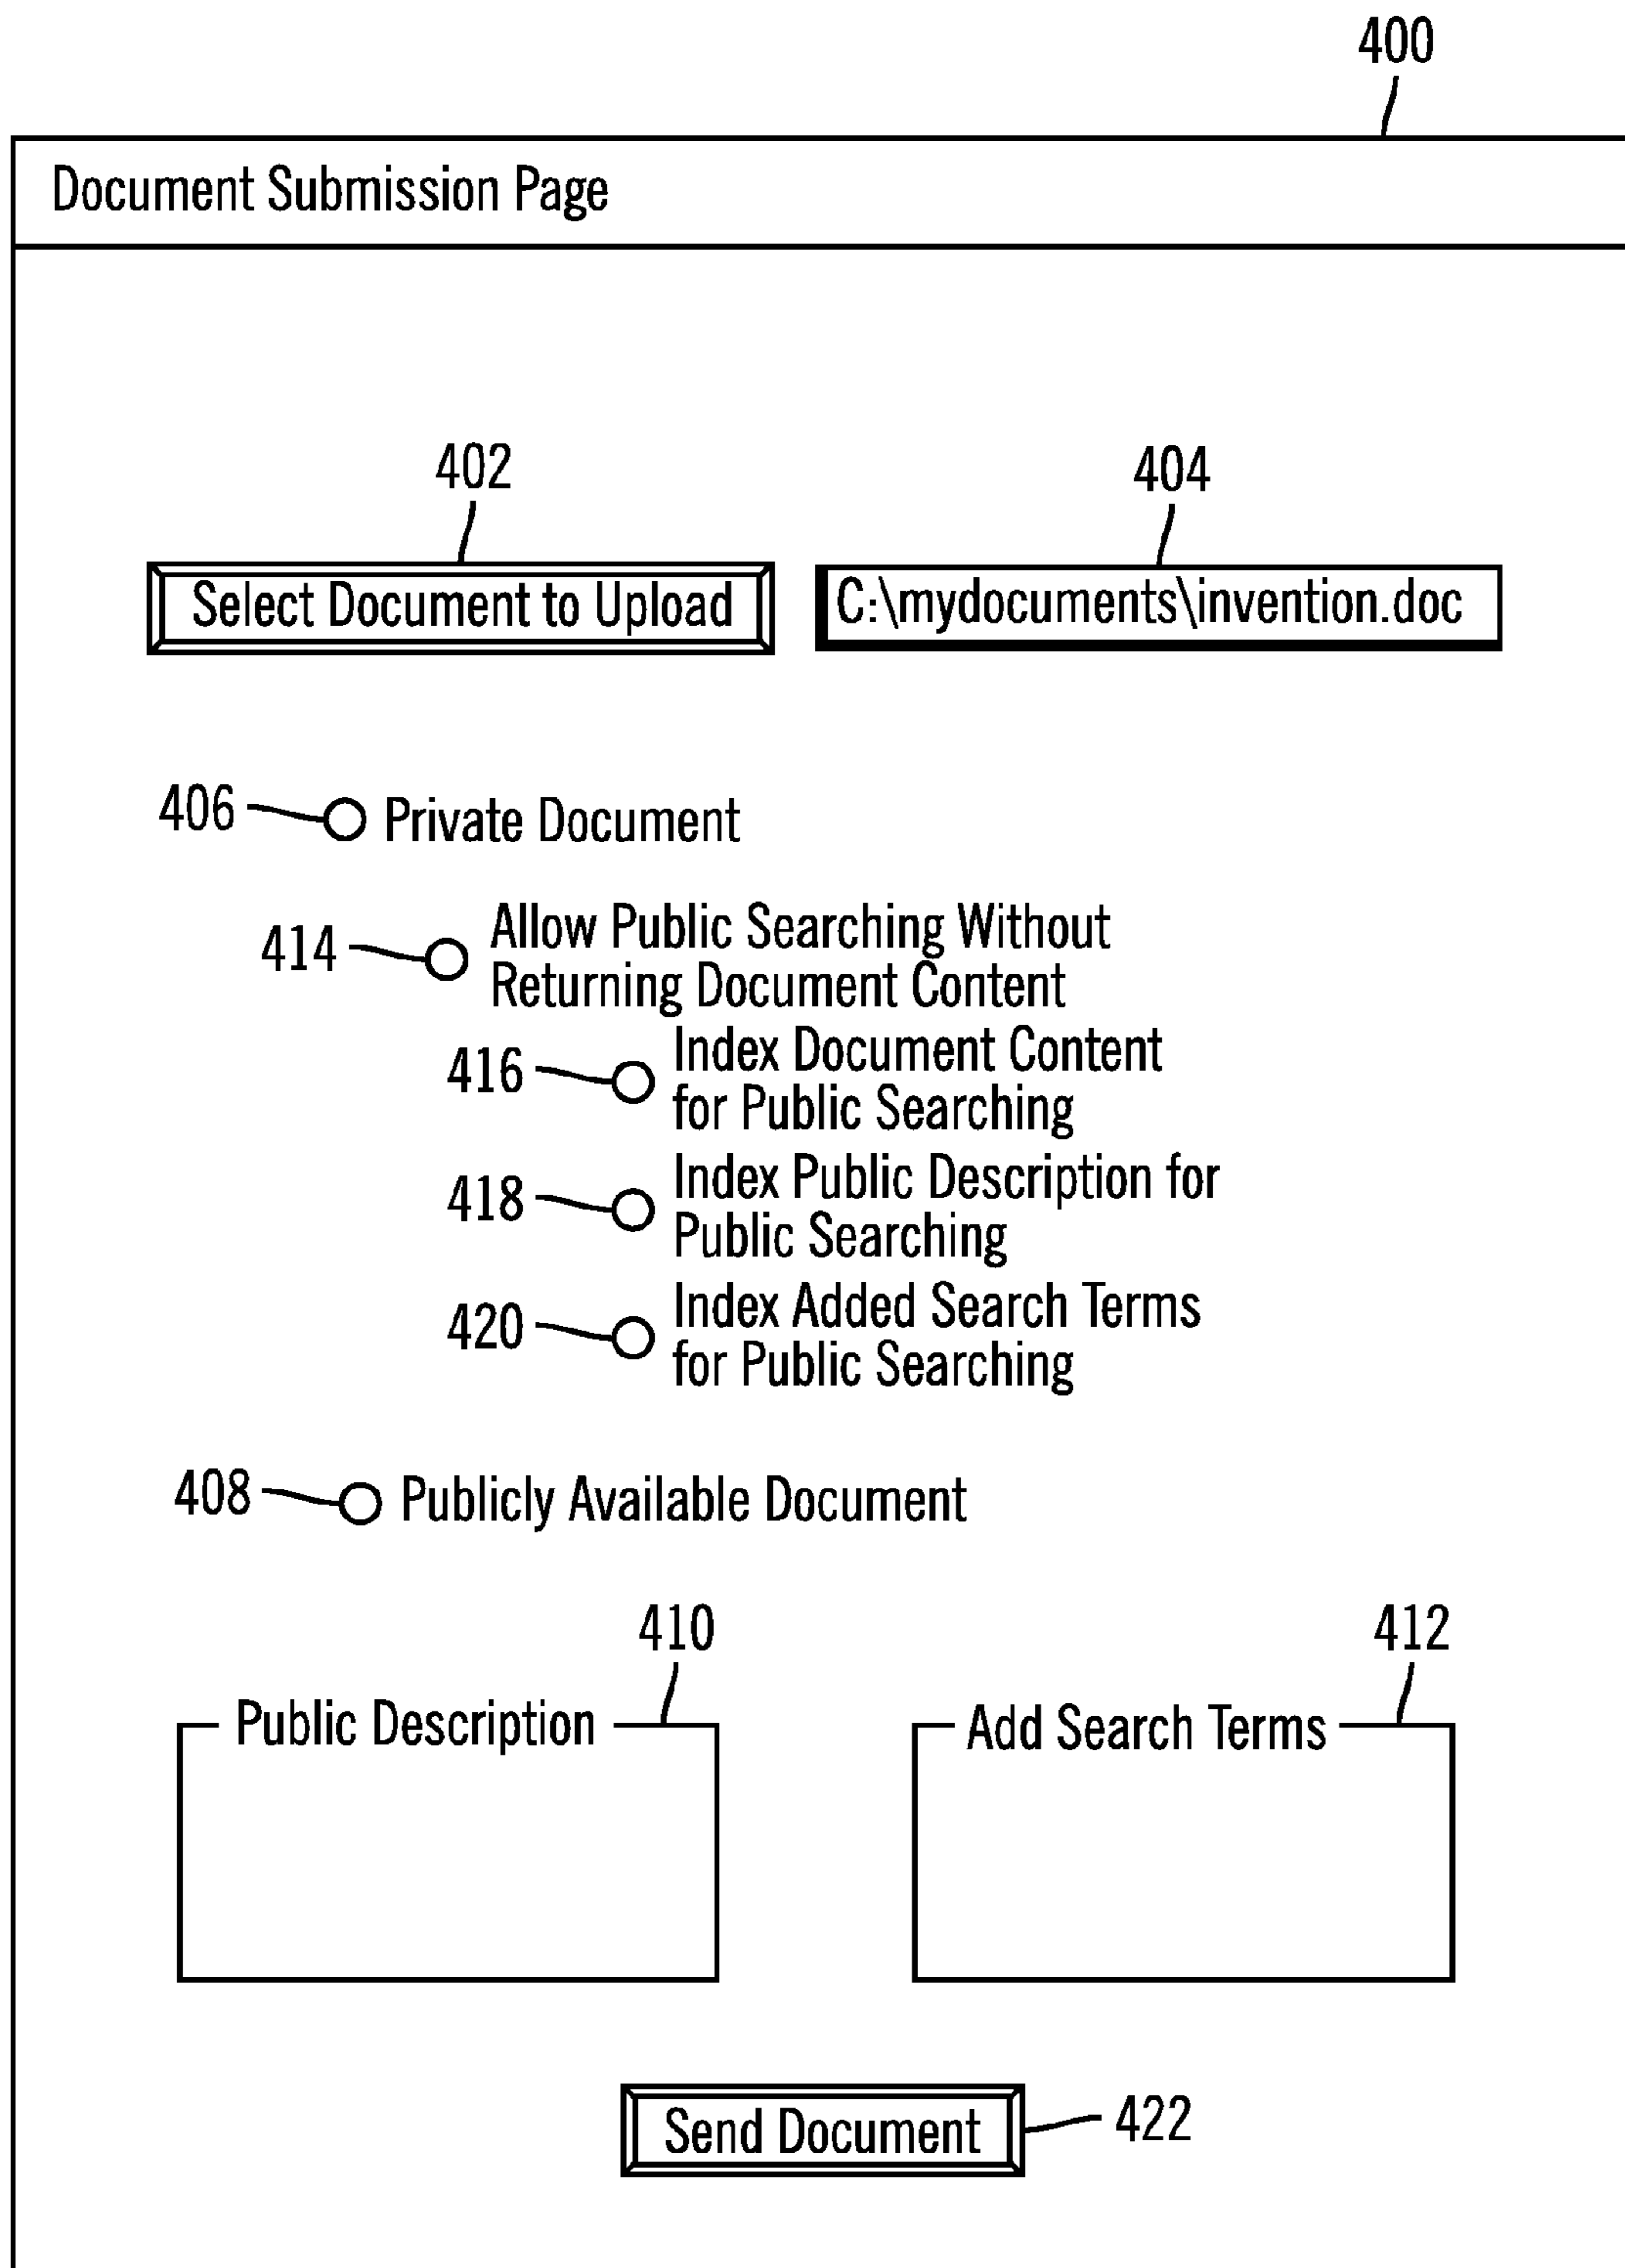 400
Document Submission Page
402
404
Select Document to Upload
C:\mydocuments\invention.doc
406
Private Document
414
Allow Public Searching Without
Returning Document Content
416
Index Document Content
for Public Searching
418
Index Public Description for
Public Searching
420
Index Added Search Terms
for Public Searching
408
Publicly Available Document
410
412
Public Description
Add Search Terms
Send Document
422